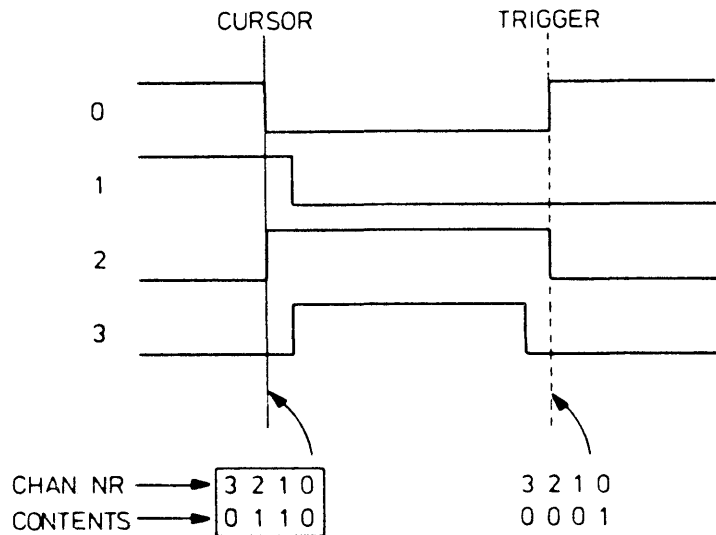 CURSOR TRIGGER
0
1
2
3
CHAN NR 3 2 1 0 3 2 1 0
CONTENTS 0 1 1 0 0 0 0 1